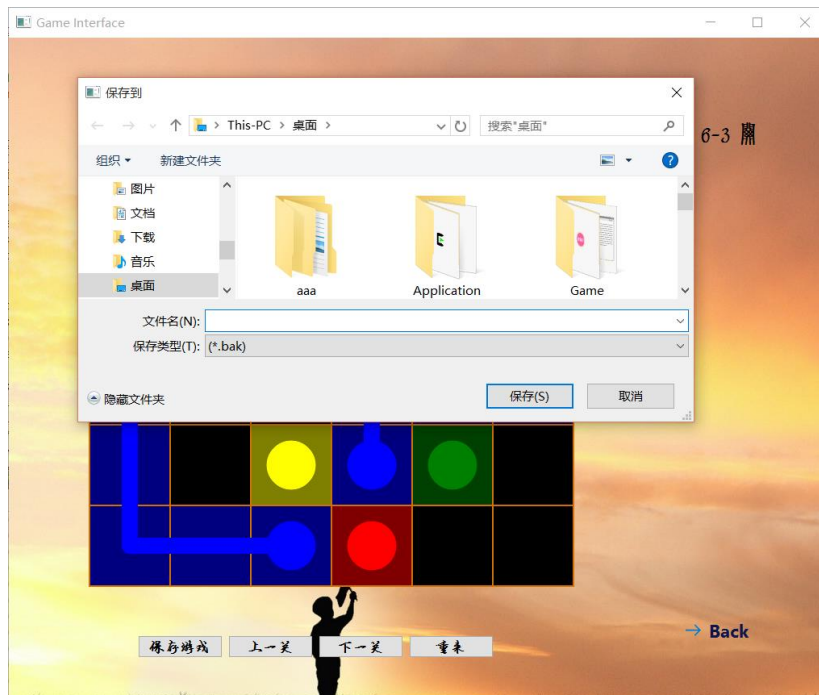 Game Interface
保存到
This-PC > 桌面 >
搜索"桌面"
6-3 关
组织
新建文件夹
图片
文档
下载
音乐
桌面
aaa
Application
Game
文件名(N):
保存类型(T): (*.bak)
隐藏文件夹
保存(S)
取消
Back
保存游戏
上一关
下一关
重来